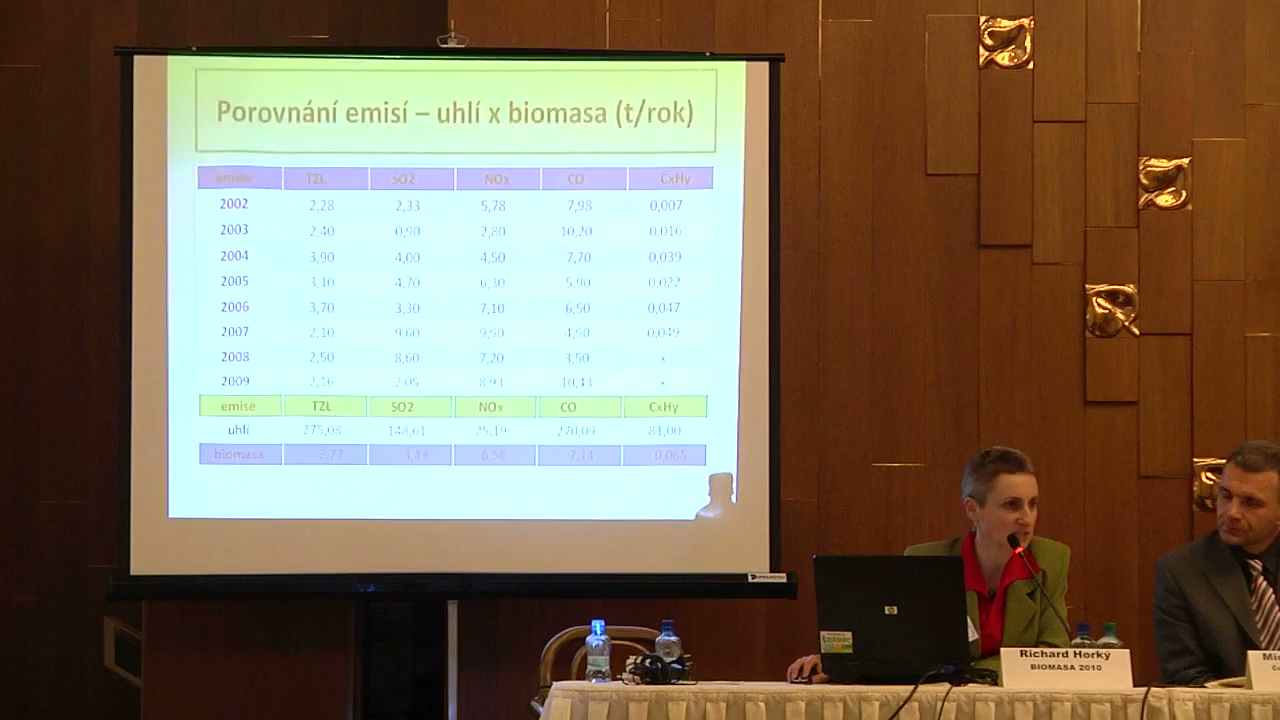 Porovnání emisí – uhlí x biomasa (t/rok)
emise TZL SO2 NOx CO CxHy
2002 2,28 2,33 5,78 7,98 0,007
2003 2,40 0,90 2,80 10,20 0,016
2004 3,90 4,00 4,50 7,70 0,039
2005 3,10 4,70 6,30 5,90 0,022
2006 3,70 3,30 7,10 6,50 0,047
2007 2,10 9,60 9,90 4,90 0,049
2008 2,50 8,60 7,20 3,50 x
2009 2,16 2,05 8,93 10,43 x
emise TZL SO2 NOx CO CxHy
uhlí 275,08 148,61 25,19 270,09 81,00
biomasa 2,77 4,43 6,56 7,14 0,065
Richard Horký
BIOMASA 2010